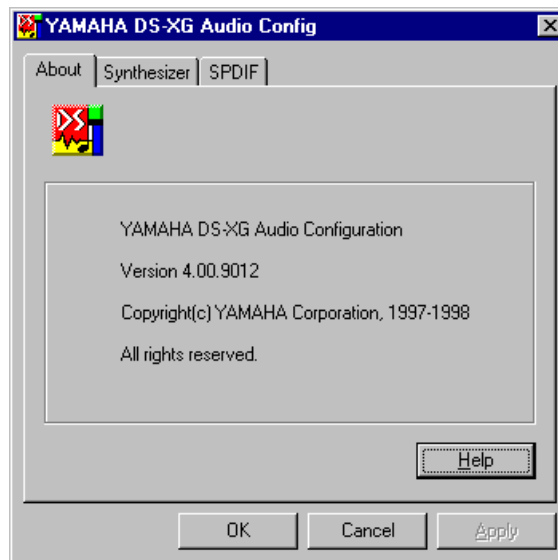 YAMAHA DS-XG Audio Config
About
Synthesizer
SPDIF
DS
YAMAHA DS-XG Audio Configuration
Version 4.00.9012
Copyright(c) YAMAHA Corporation, 1997-1998
All rights reserved.
Help
OK
Cancel
Apply